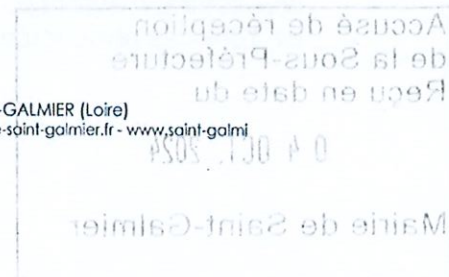 Accusé de réception
de la Sous-Préfecture
Reçu en date du
-GALMIER (Loire)
e-saint-galmier.fr - www.saint-galmi
0 4 OCT. 2024
Mairie de Saint-Galmier